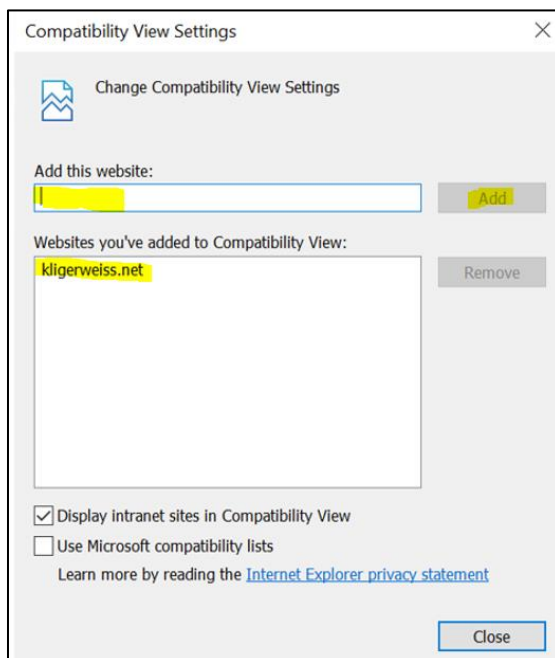 Compatibility View Settings
Change Compatibility View Settings
Add this website:
Add
Websites you've added to Compatibility View:
kligerweiss.net
Remove
Display intranet sites in Compatibility View
Use Microsoft compatibility lists
Learn more by reading the Internet Explorer privacy statement
Close